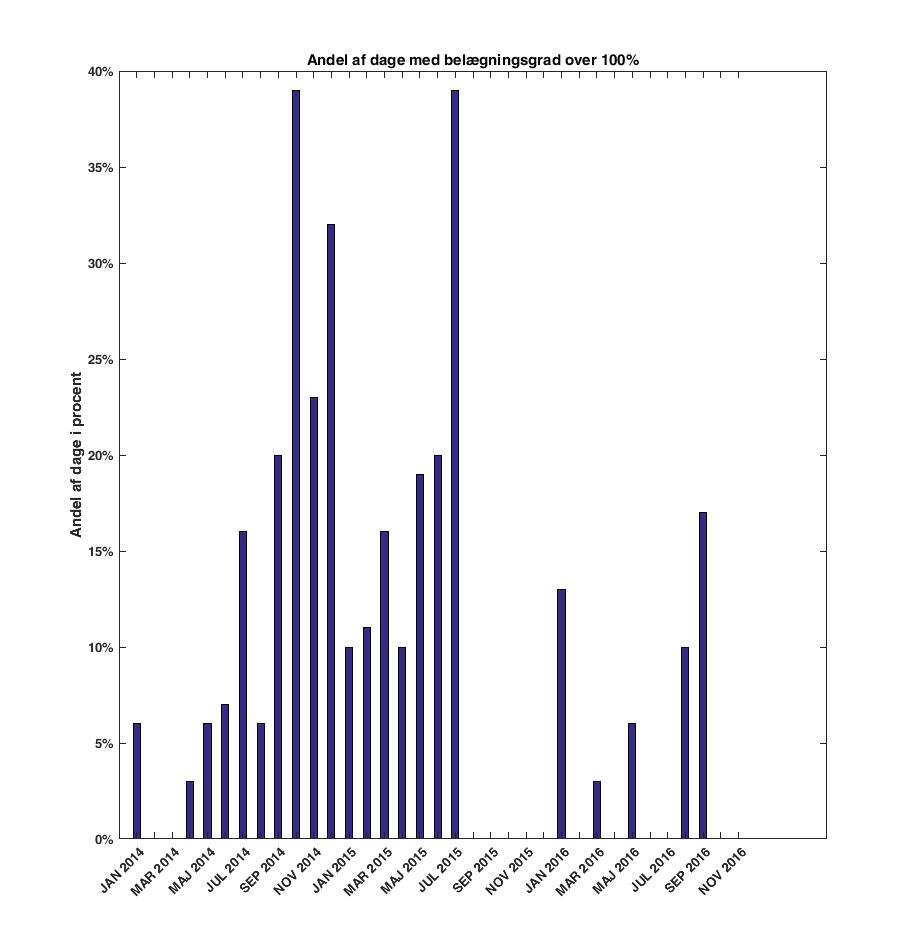 Andel af dage med belægningsgrad over 100%
40%
35%
30%
25%
20%
15%
10%
5%
0%
Andel af dage i procent
JAN 2014
MAR 2014
MAJ 2014
JUL 2014
SEP 2014
NOV 2014
JAN 2015
MAR 2015
MAJ 2015
JUL 2015
SEP 2015
NOV 2015
JAN 2016
MAR 2016
MAJ 2016
JUL 2016
SEP 2016
NOV 2016